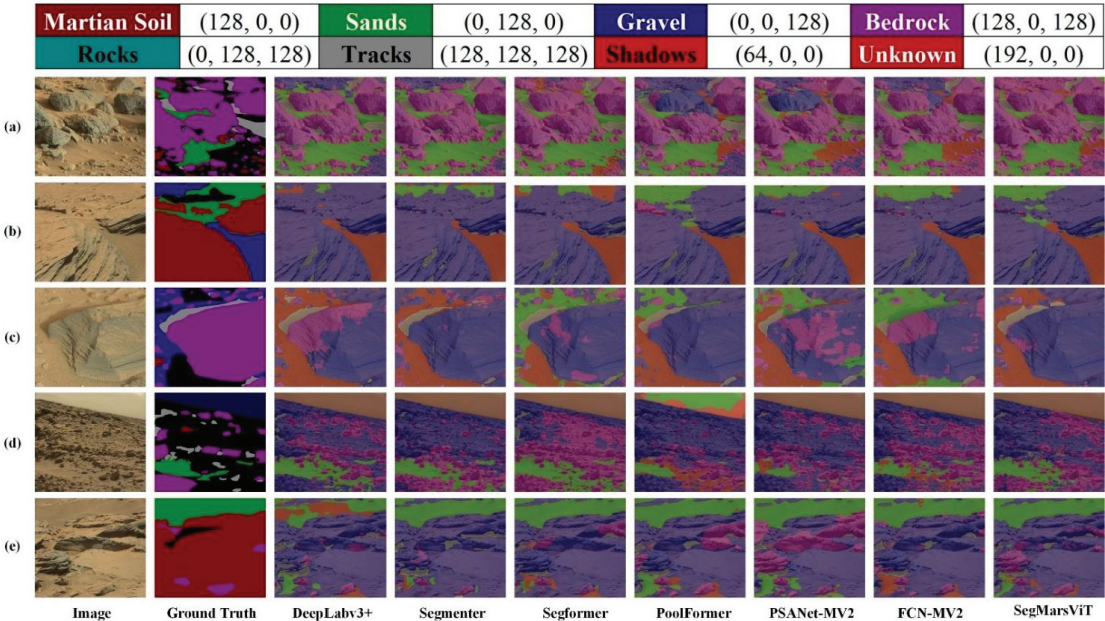 Martian Soil (128, 0, 0) Sands (0, 128, 0) Gravel (0, 0, 128) Bedrock (128, 0, 128)
Rocks (0, 128, 128) Tracks (128, 128, 128) Shadows (64, 0, 0) Unknown (192, 0, 0)
(a)
(b)
(c)
(d)
(e)
Image Ground Truth DeepLabv3+ Segmenter Segformer PoolFormer PSANet-MV2 FCN-MV2 SegMarsViT